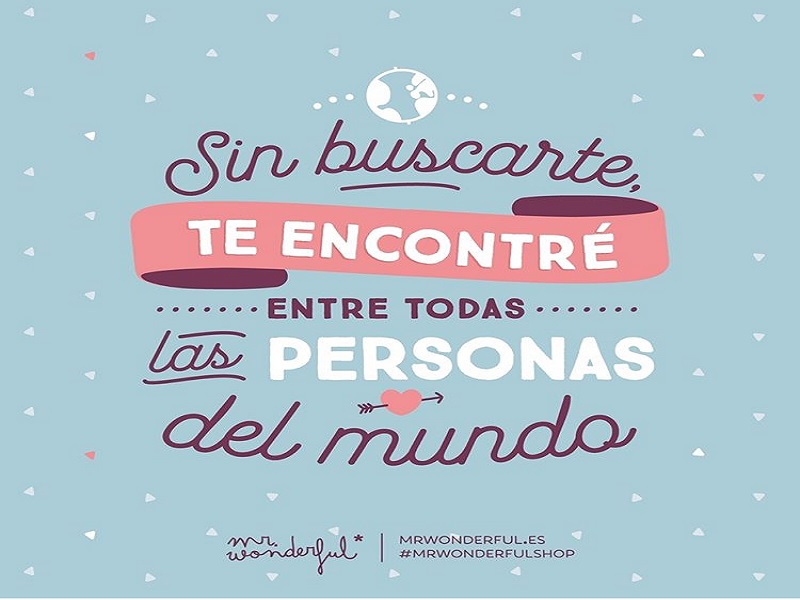 Sin buscarte,
TE ENCONTRÉ
ENTRE TODAS
las PERSONAS
del mundo
mr. wonderful*
MRWONDERFUL.ES
#MRWONDERFULSHOP